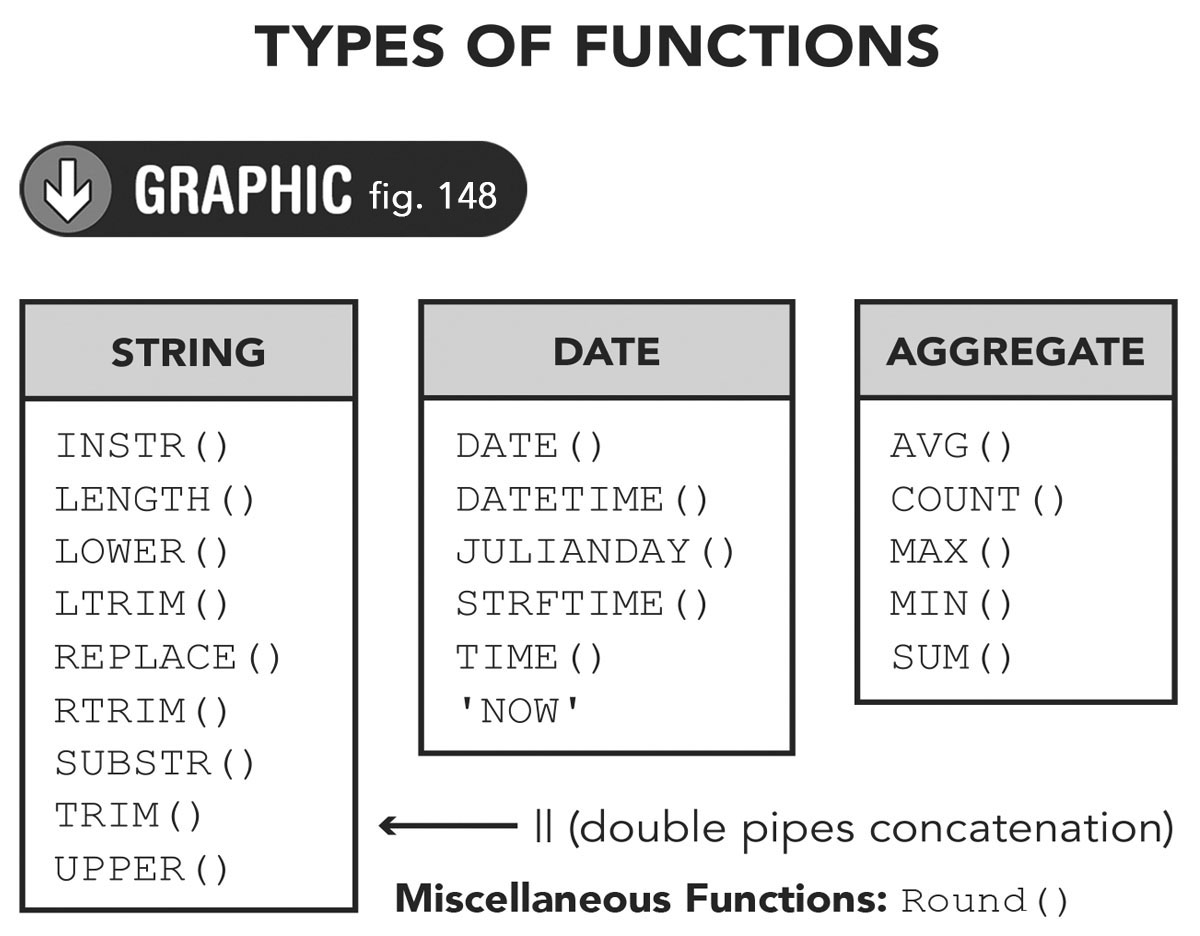 TYPES OF FUNCTIONS
GRAPHIC fig. 148
STRING
INSTR()
LENGTH()
LOWER()
LTRIM()
REPLACE()
RTRIM()
SUBSTR()
TRIM()
UPPER()
DATE
DATE()
DATETIME()
JULIANDAY()
STRFTIME()
TIME()
'NOW'
AGGREGATE
AVG()
COUNT()
MAX()
MIN()
SUM()
|| (double pipes concatenation)
Miscellaneous Functions: Round()